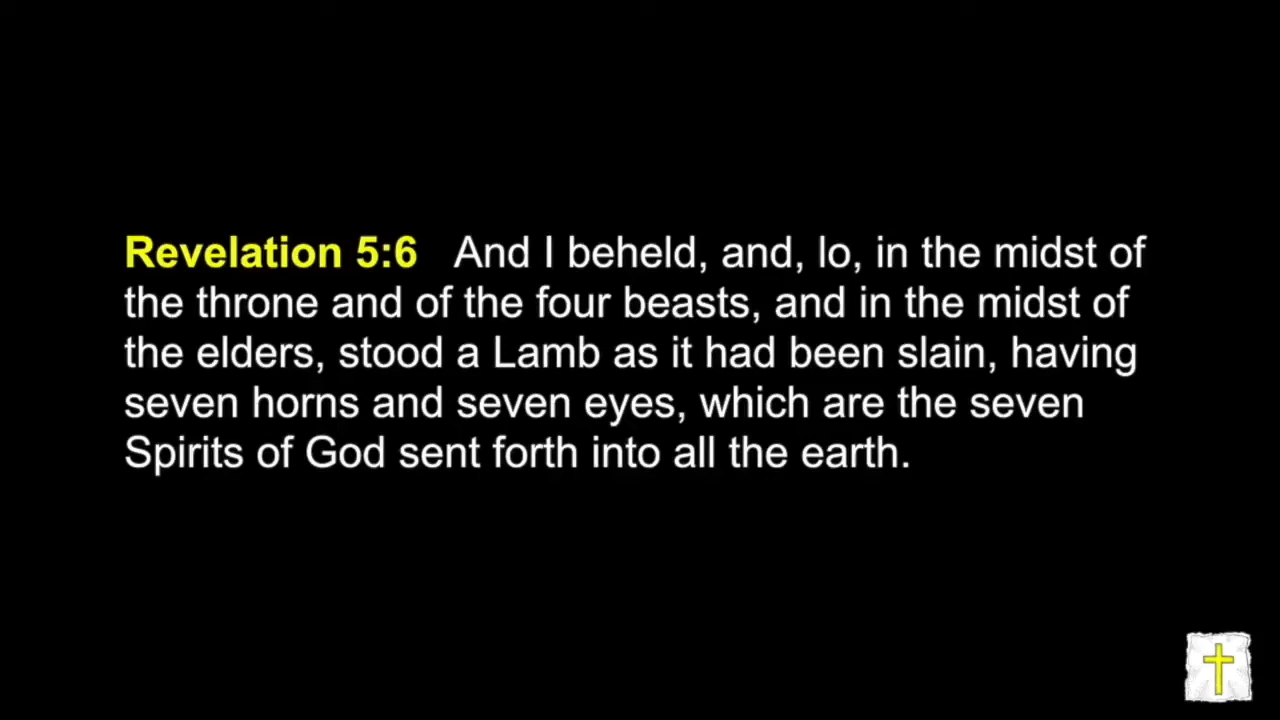 Revelation 5:6 And I beheld, and, lo, in the midst of
the throne and of the four beasts, and in the midst of
the elders, stood a Lamb as it had been slain, having
seven horns and seven eyes, which are the seven
Spirits of God sent forth into all the earth.